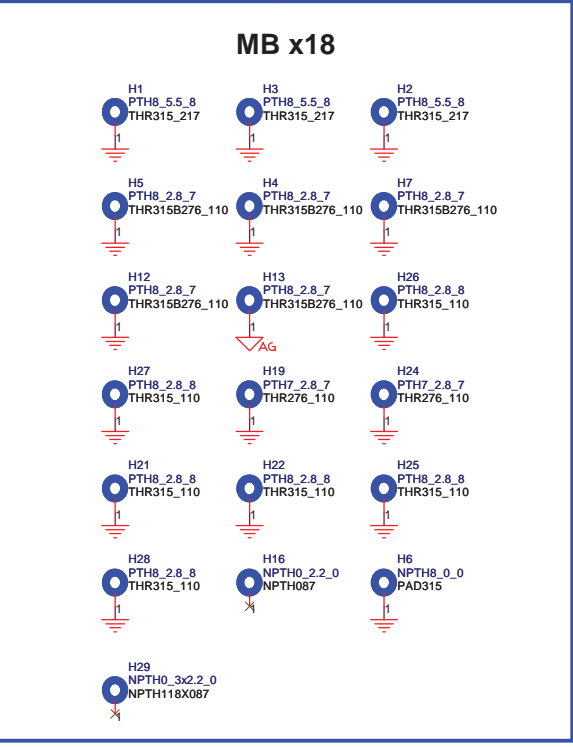 MB x18
H1
PTH8_5.5_8
THR315_217
1
H3
PTH8_5.5_8
THR315_217
1
H2
PTH8_5.5_8
THR315_217
1
H5
PTH8_2.8_7
THR315B276_110
1
H4
PTH8_2.8_7
THR315B276_110
1
H7
PTH8_2.8_7
THR315B276_110
1
H12
PTH8_2.8_7
THR315B276_110
1
H13
PTH8_2.8_7
THR315B276_110
1
AG
H26
PTH8_2.8_8
THR315_110
1
H27
PTH8_2.8_8
THR315_110
1
H19
PTH7_2.8_7
THR276_110
1
H24
PTH7_2.8_7
THR276_110
1
H21
PTH8_2.8_8
THR315_110
1
H22
PTH8_2.8_8
THR315_110
1
H25
PTH8_2.8_8
THR315_110
1
H28
PTH8_2.8_8
THR315_110
1
H16
NPTH0_2.2_0
NPTH087
1
H6
NPTH8_0_0
PAD315
1
H29
NPTH0_3x2.2_0
NPTH118X087
1